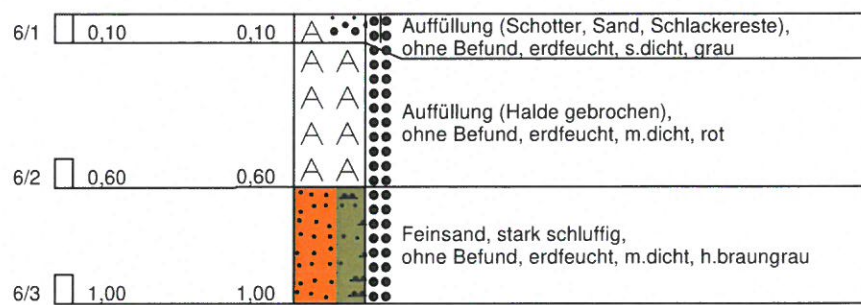 6/1 0,10 0,10 A Auffüllung (Schotter, Sand, Schlackereste),
ohne Befund, erdfeucht, s.dicht, grau
A A
A A
A A
A A
Auffüllung (Halde gebrochen),
ohne Befund, erdfeucht, m.dicht, rot
6/2 0,60 0,60
Feinsand, stark schluffig,
ohne Befund, erdfeucht, m.dicht, h.braungrau
6/3 1,00 1,00